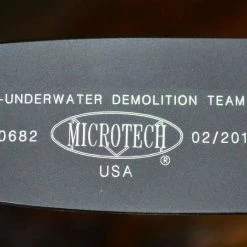 -UNDERWATER DEMOLITION TEAM
0682 MICROTECH® 02/201
USA